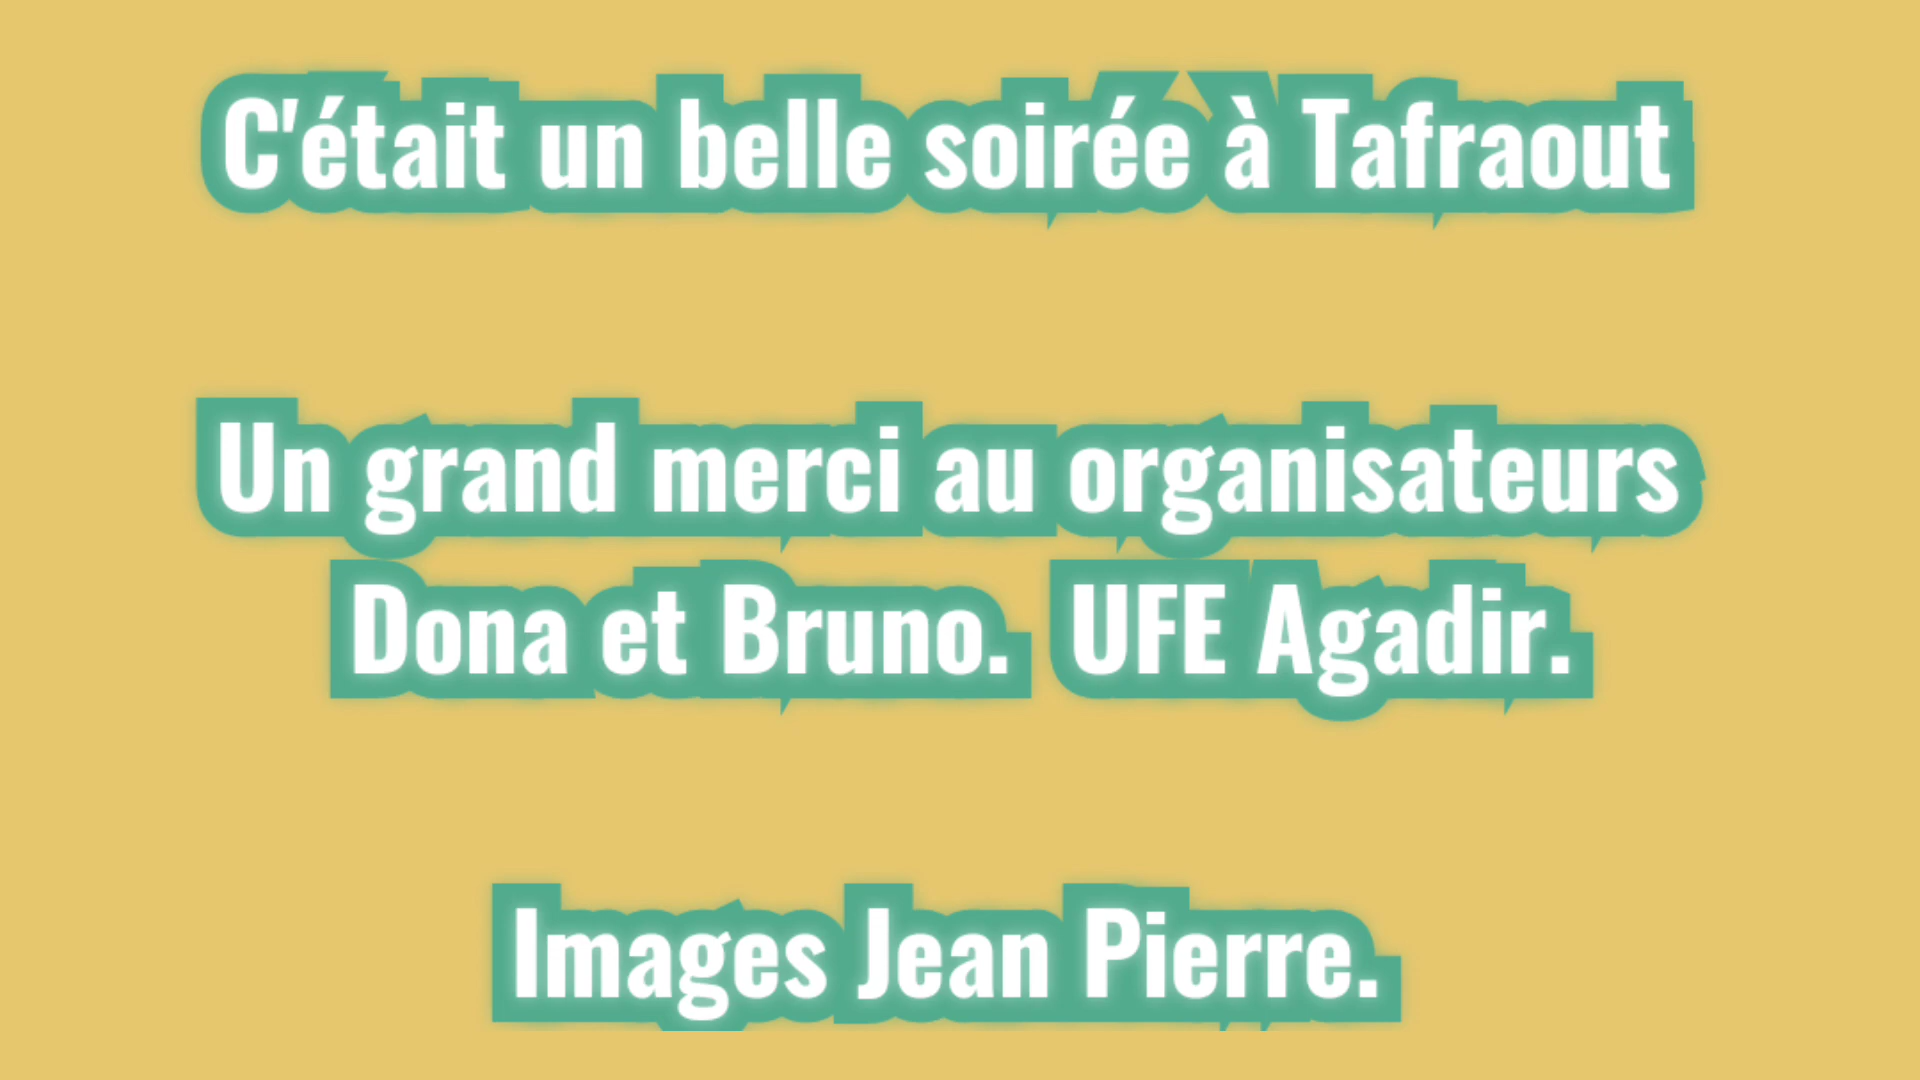 C'était un belle soirée à Tafraout
Un grand merci au organisateurs
Dona et Bruno. UFE Agadir.
Images Jean Pierre.